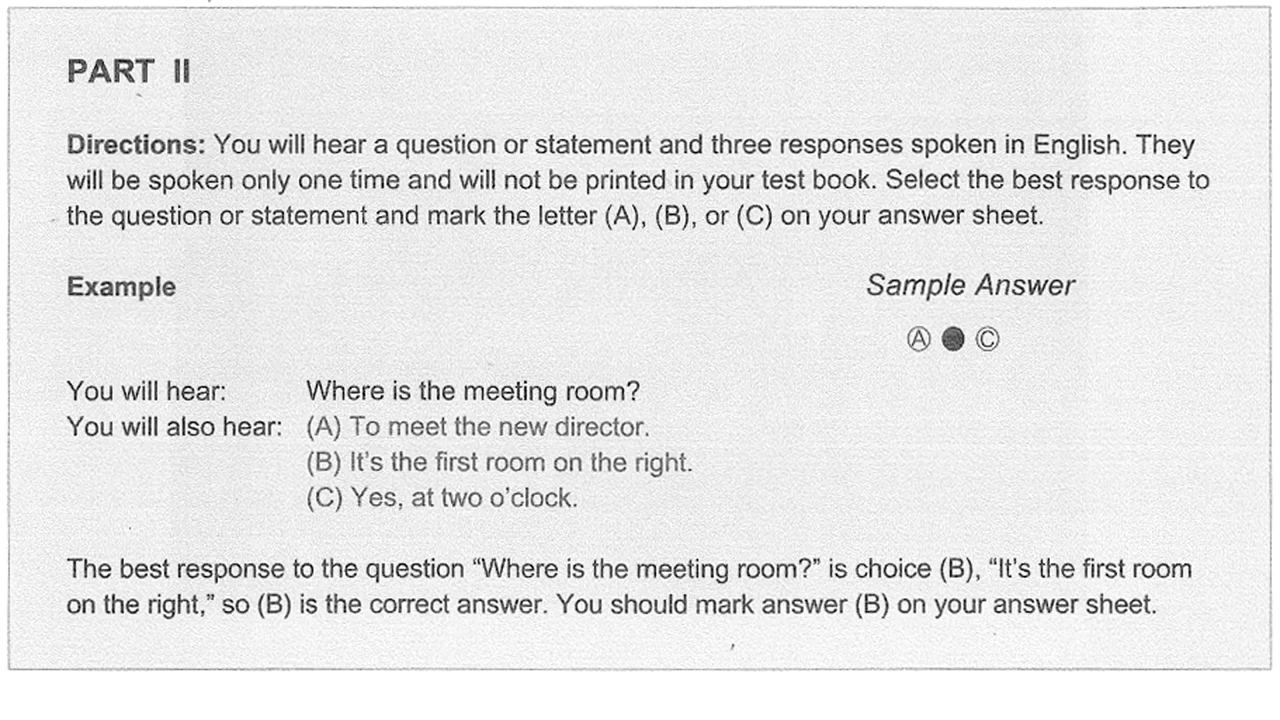 PART II
Directions: You will hear a question or statement and three responses spoken in English. They
will be spoken only one time and will not be printed in your test book. Select the best response to
the question or statement and mark the letter (A), (B), or (C) on your answer sheet.
Example
Sample Answer
Ⓐ ● Ⓒ
You will hear: Where is the meeting room?
You will also hear: (A) To meet the new director.
(B) It's the first room on the right.
(C) Yes, at two o'clock.
The best response to the question “Where is the meeting room?” is choice (B), “It's the first room
on the right,” so (B) is the correct answer. You should mark answer (B) on your answer sheet.